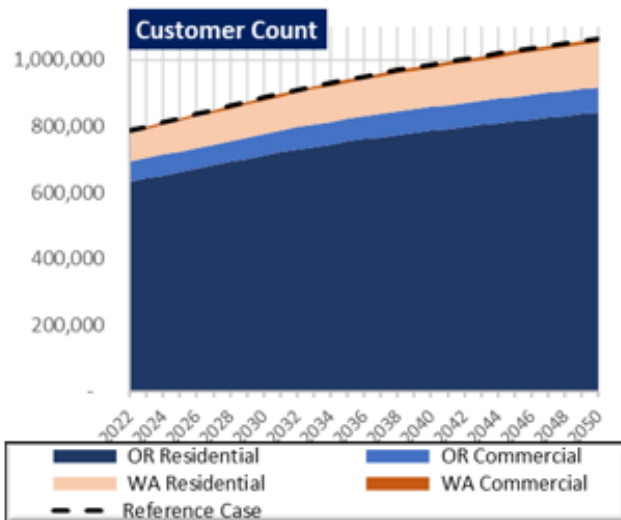 Customer Count
1,000,000
800,000
600,000
400,000
200,000
-
2022 2024 2026 2028 2030 2032 2034 2036 2038 2040 2042 2044 2046 2048 2050
OR Residential OR Commercial
WA Residential WA Commercial
Reference Case